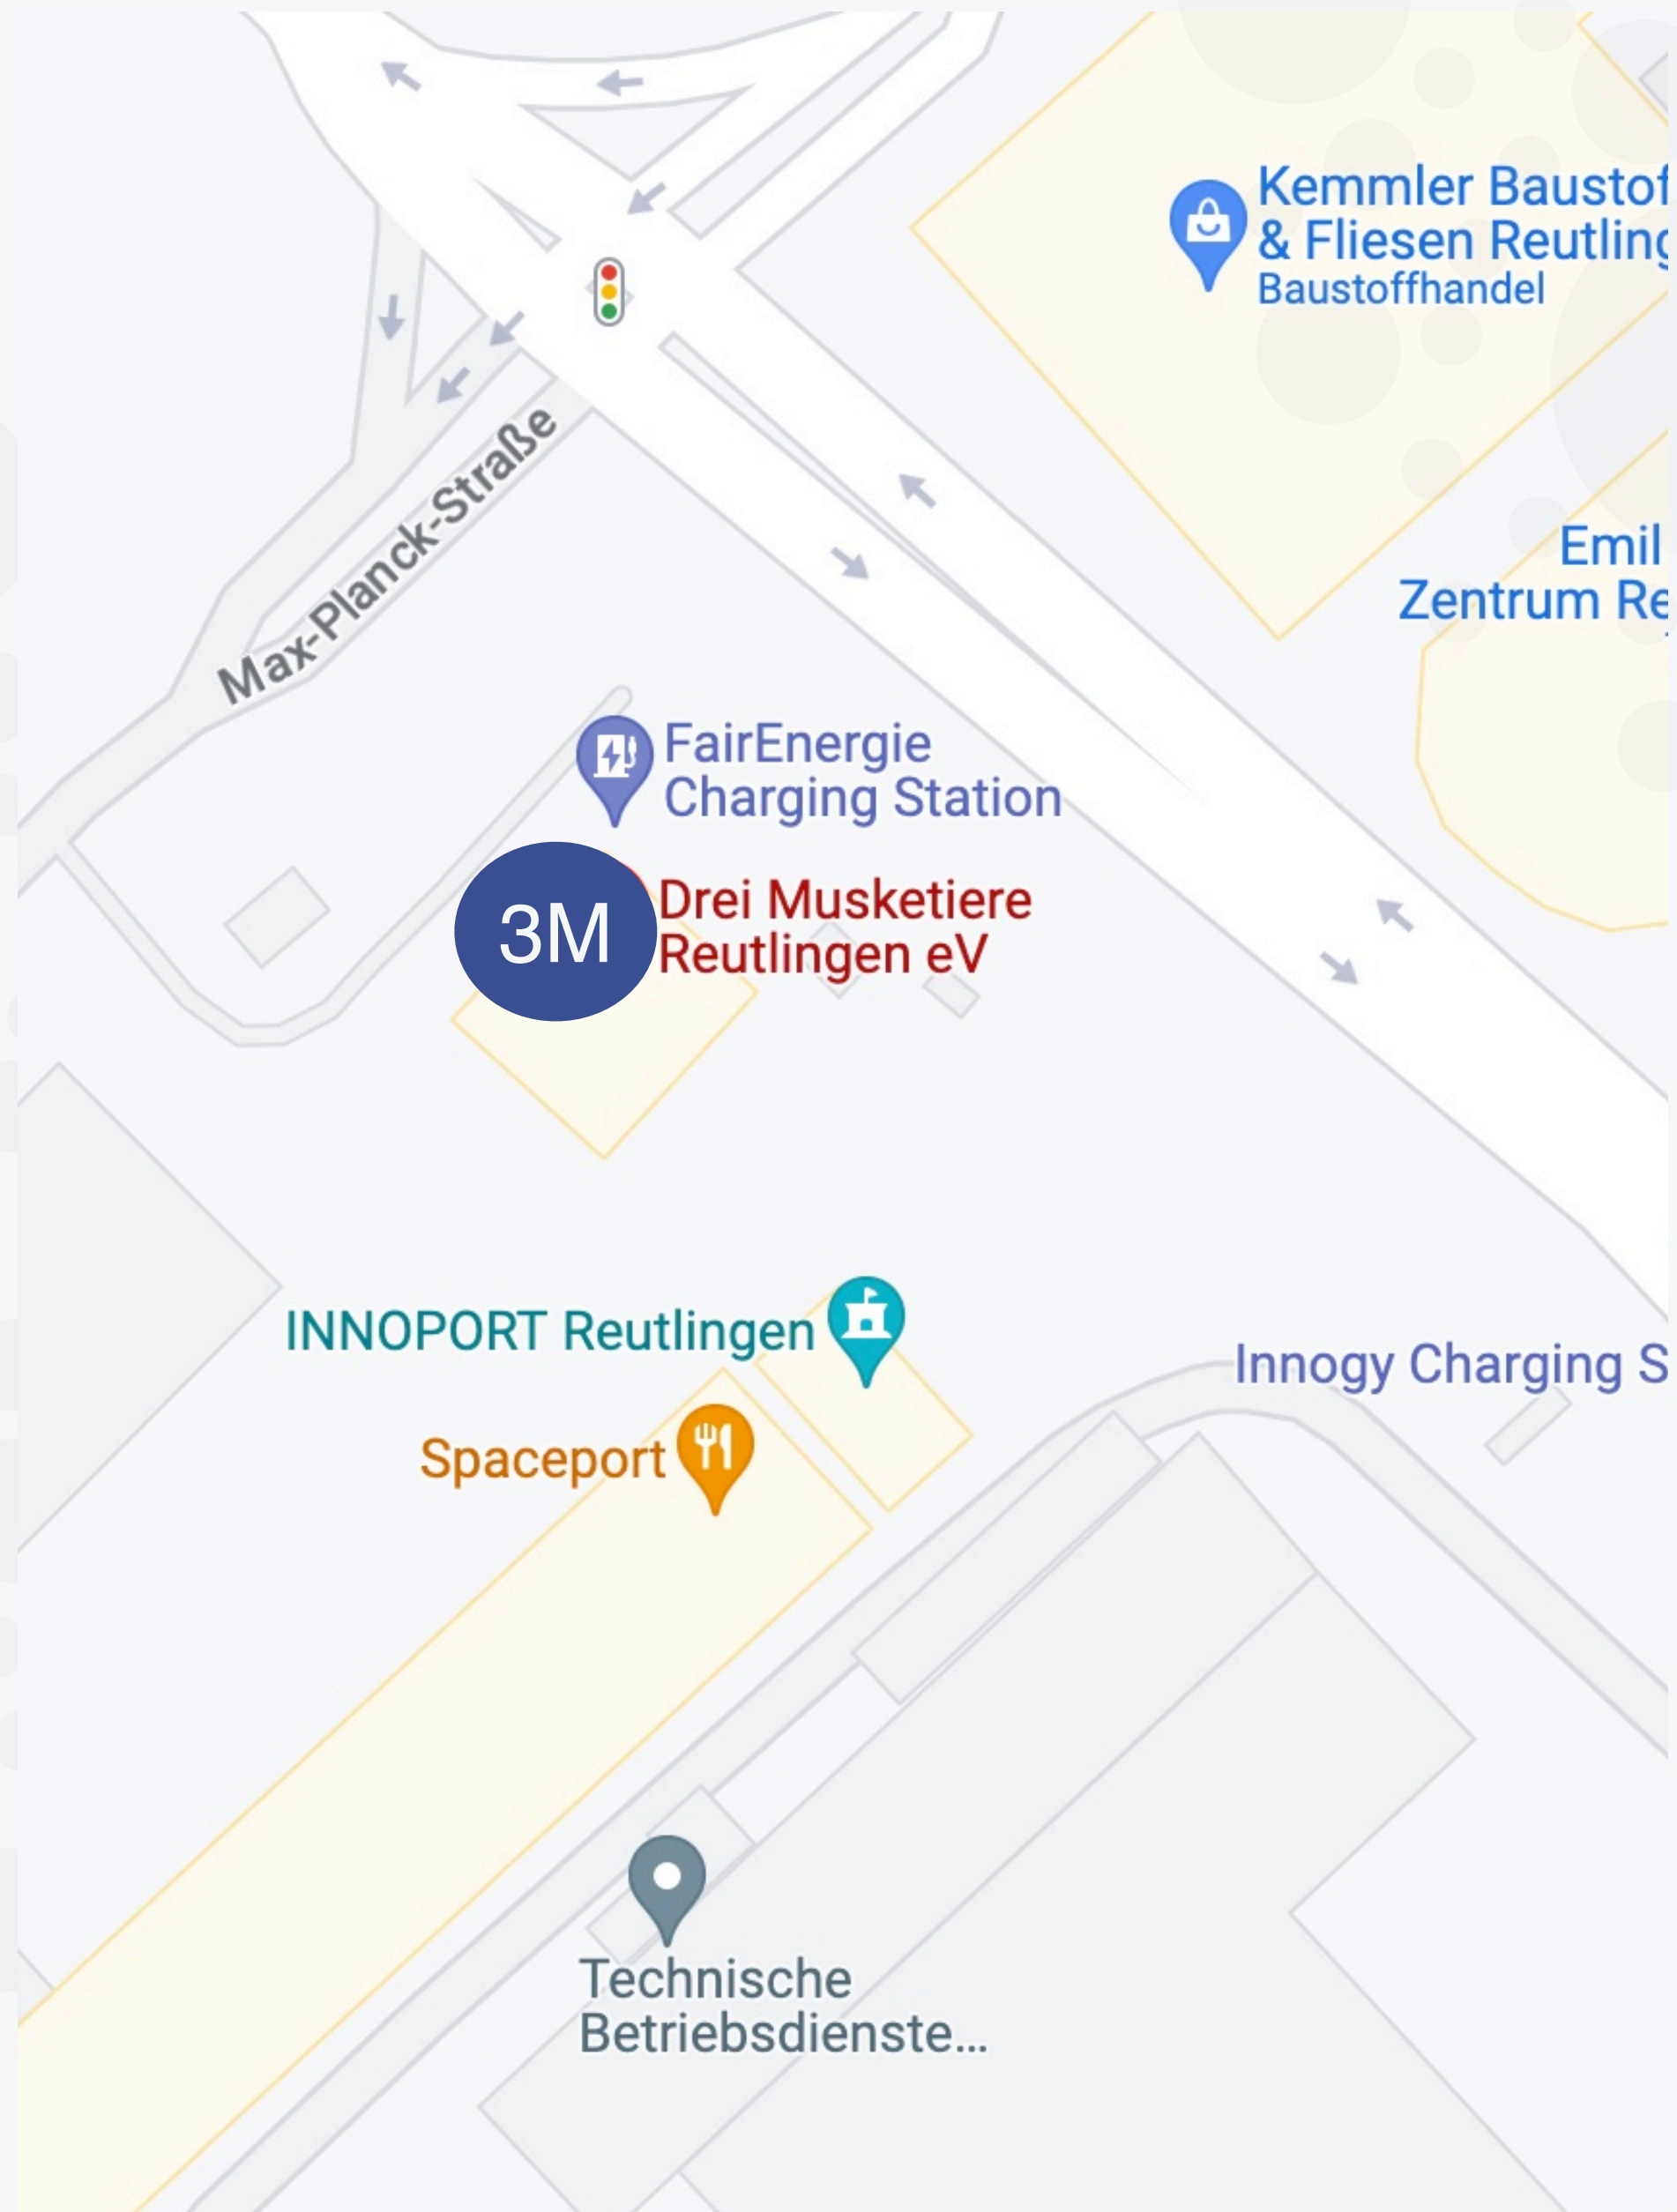 Kemmler Baustof
& Fliesen Reutling
Baustoffhandel
Max-Planck-Straße
Emil
Zentrum Re
FairEnergie
Charging Station
3M
Drei Musketiere
Reutlingen eV
INNOPORT Reutlingen
Innogy Charging S
Spaceport
Technische
Betriebsdienste...